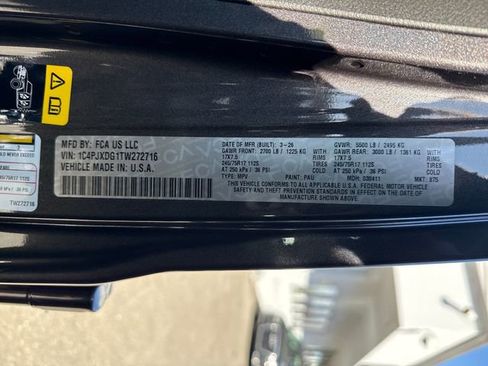 MFD BY: FCA US LLC
VIN: 1C4PJXDG1TW272716
VEHICLE MADE IN: U.S.A.
DATE OF MFR (BUILT): 3-26
GVWR: 5500 LB / 2495 KG
GAWR FRONT: 2700 LB / 1225 KG
GAWR REAR: 3000 LB / 1361 KG
17X7.5 RIMS
17X7.5 RIMS
245/75R17 112S TIRES
245/75R17 112S TIRES
AT 250 kPa / 36 PSI COLD
AT 250 kPa / 36 PSI COLD
THIS VEHICLE CONFORMS TO ALL APPLICABLE U.S.A. FEDERAL MOTOR VEHICLE
SAFETY AND THEFT PREVENTION STANDARDS IN EFFECT ON THE DATE OF
MANUFACTURE SHOWN ABOVE.
TYPE: MPV
PAINT: PAU
MDH: 030411
MKT: 875
2
TW272716